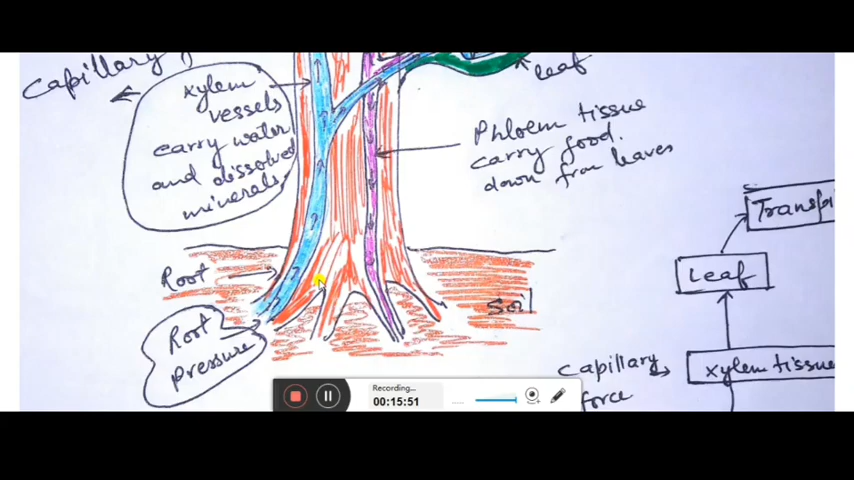 Capillary
xylem
vessels
carry water
and dissolved
minerals
leaf
Phloem tissue
carry food.
down from leaves
Transpi
Leaf
Root
Soil
Root
pressure
Capillary
force
xylem tissue
Recording...
00:15:51